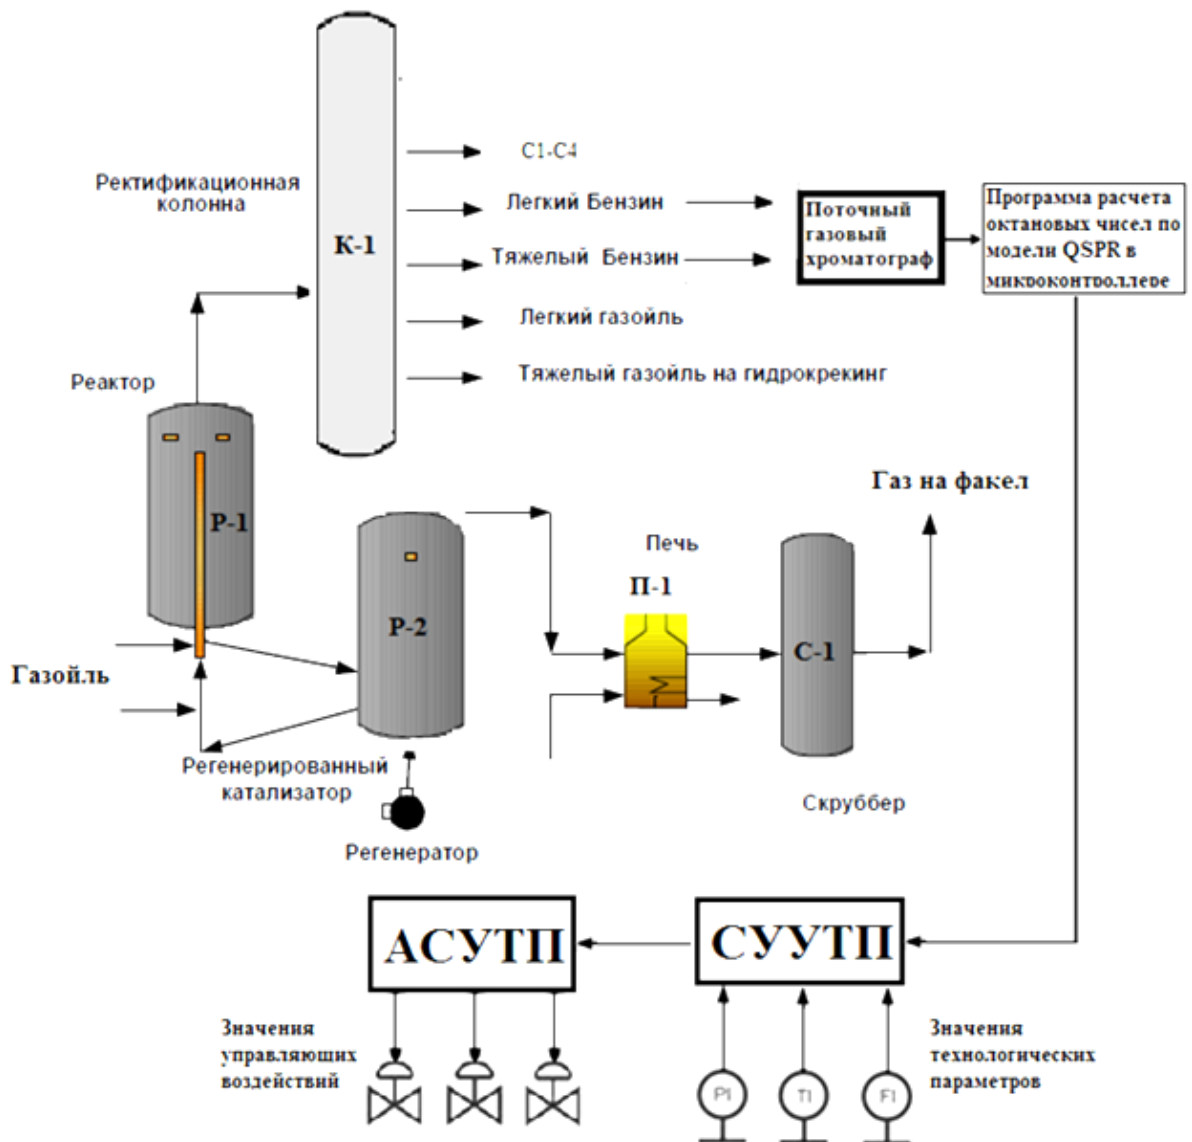 С1-С4
Ректификационная
колонна
Легкий Бензин
К-1
Тяжелый Бензин
Поточный
газовый
хроматограф
Программа расчета
октановых чисел по
модели QSPR в
микроконтроллере
Легкий газойль
Тяжелый газойль на гидрокрекинг
Реактор
Р-1
Газ на факел
Печь
П-1
Р-2
С-1
Газойль
Регенерированный
катализатор
Скруббер
Регенератор
АСУТП
СУУТП
Значения
управляющих
воздействий
Значения
технологических
параметров
PI
TI
FI